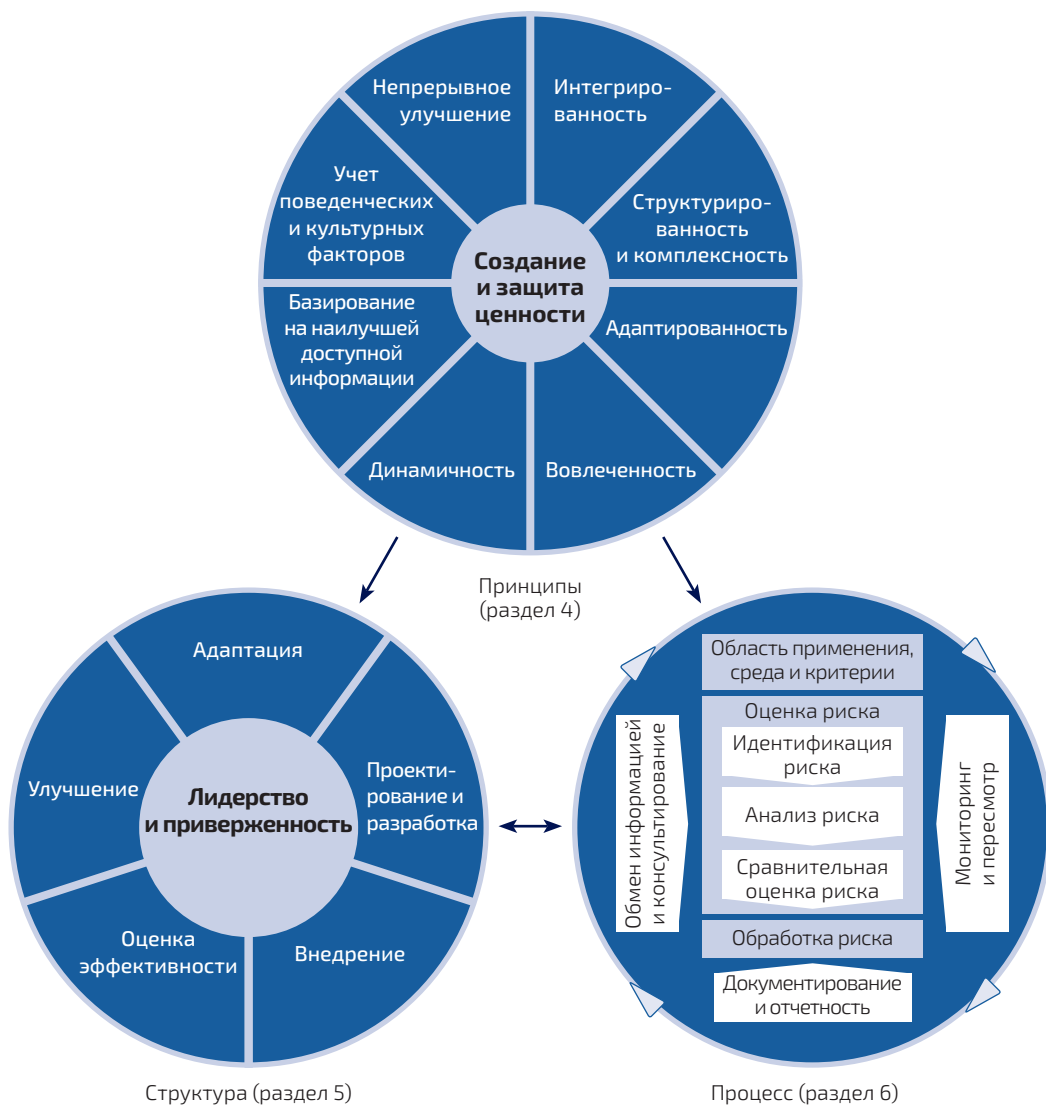 Непрерывное
улучшение
Интегриро-
ванность
Учет
поведенческих
и культурных
факторов
Структуриро-
ванность
и комплексность
Создание
и защита
ценности
Базирование
на наилучшей
доступной
информации
Адаптированность
Динамичность
Вовлеченность
Принципы
(раздел 4)
Адаптация
Улучшение
Проекти-
рование и
разработка
Лидерство
и приверженность
Оценка
эффективности
Внедрение
Структура (раздел 5)
Область применения,
среда и критерии
Оценка риска
Идентификация
риска
Анализ риска
Сравнительная
оценка риска
Обработка риска
Документирование
и отчетность
Обмен информацией
и консультирование
Мониторинг
и пересмотр
Процесс (раздел 6)